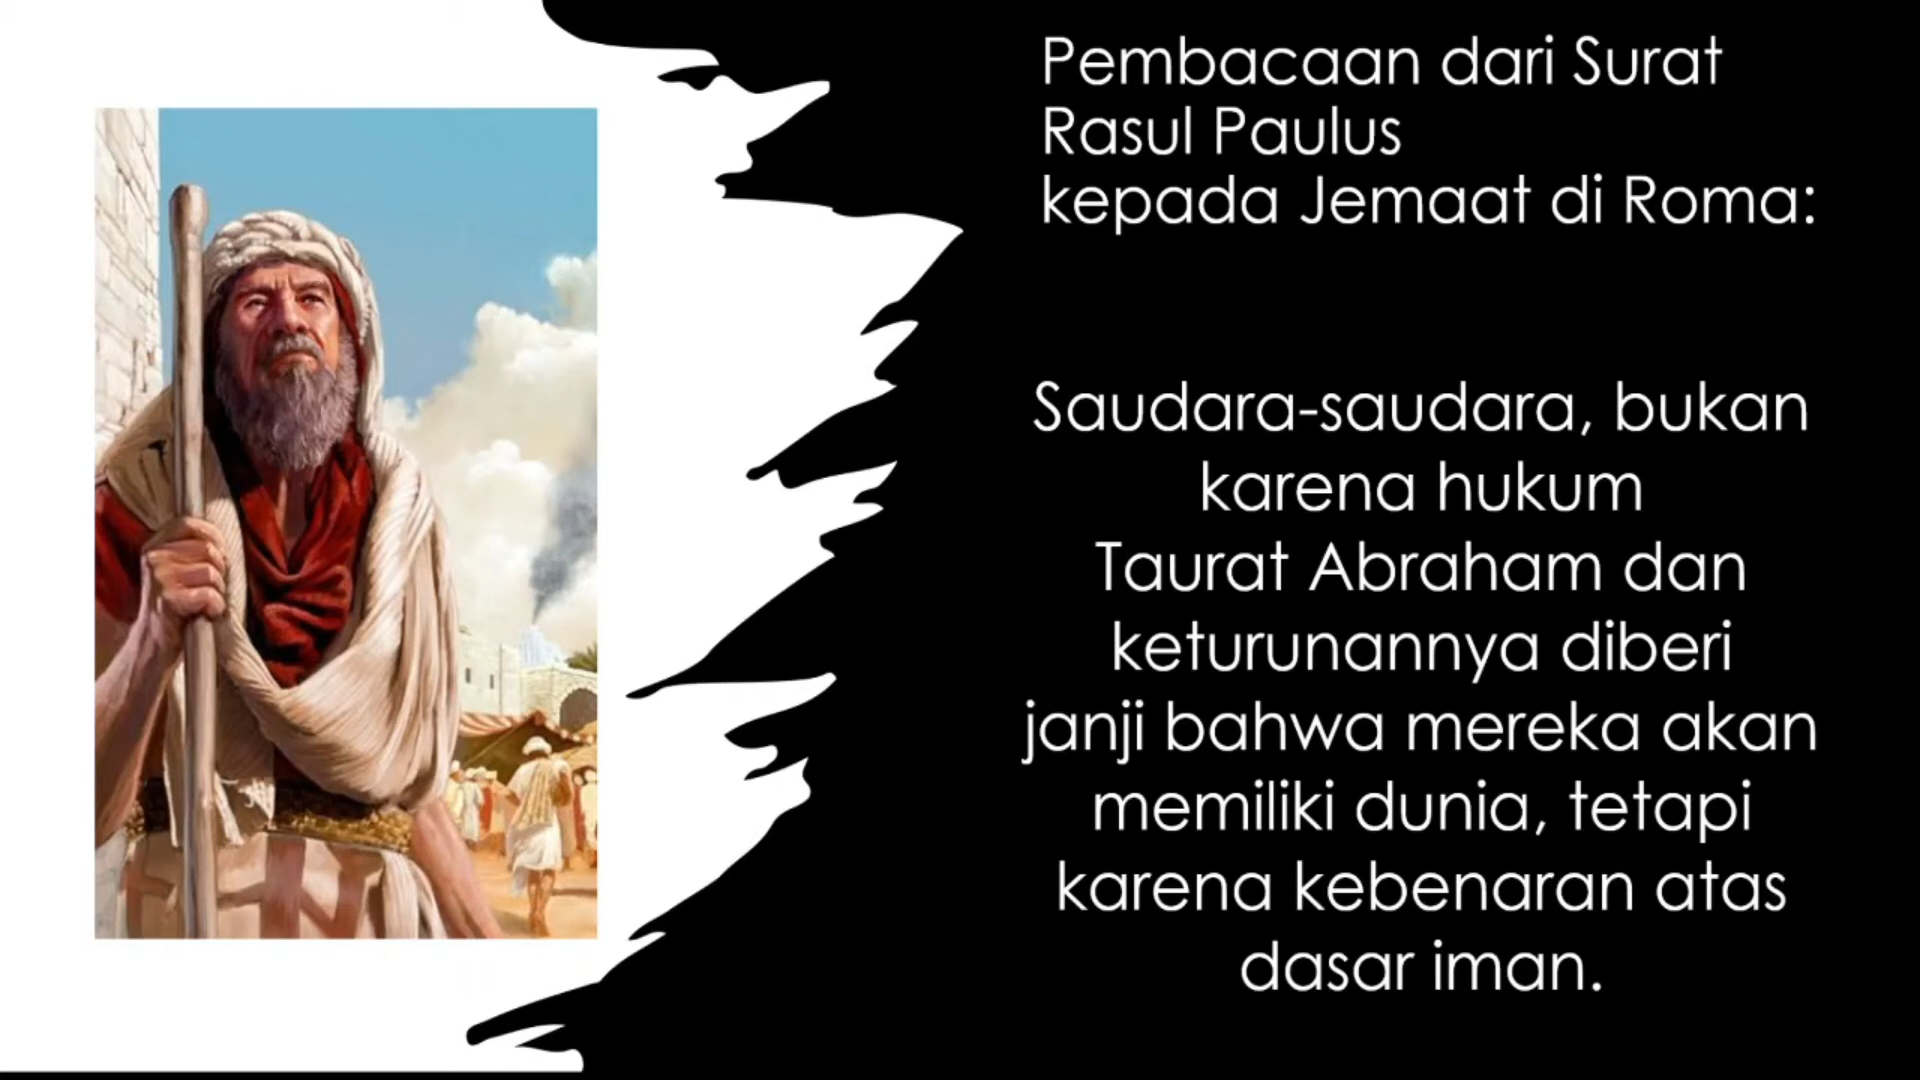 Pembacaan dari Surat
Rasul Paulus
kepada Jemaat di Roma:
Saudara-saudara, bukan
karena hukum
Taurat Abraham dan
keturunannya diberi
janji bahwa mereka akan
memiliki dunia, tetapi
karena kebenaran atas
dasar iman.